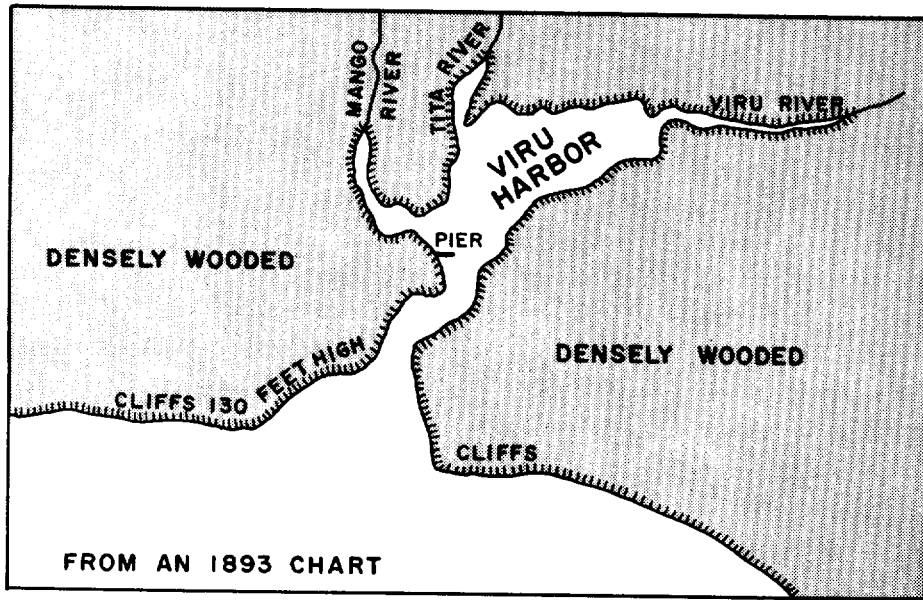 MANGO
RIVER
TITA RIVER
VIRU RIVER
VIRU
HARBOR
PIER
DENSELY WOODED
DENSELY WOODED
CLIFFS 130 FEET HIGH
CLIFFS
FROM AN 1893 CHART